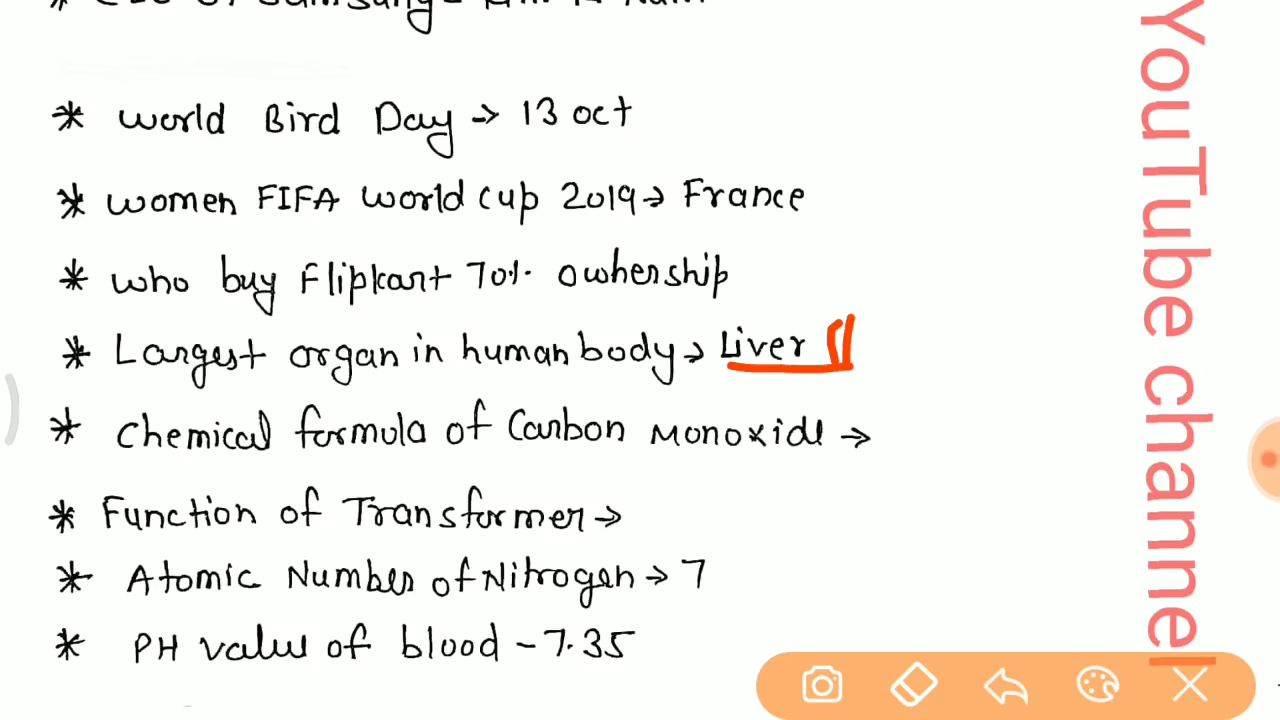 * World Bird Day → 13 oct
* women FIFA world cup 2019 → France
* who buy Flipkart 70% ownership
* Largest organ in human body → Liver
* Chemical formula of Carbon Monoxide →
* Function of Transformer →
* Atomic Number of Nitrogen → 7
* PH value of blood - 7.35
YouTube channel